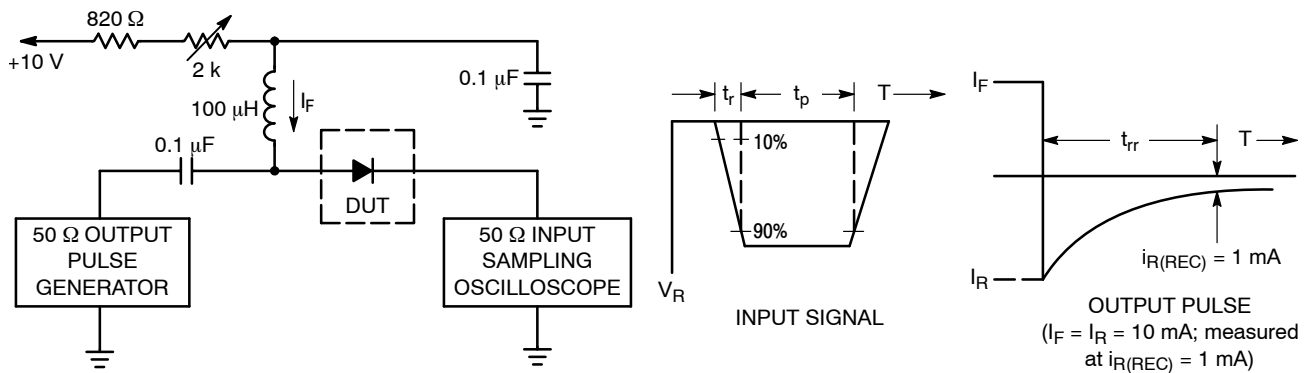 820 Ω
+10 V
2 k
0.1 µF
100 µH
I_F
0.1 µF
DUT
50 Ω OUTPUT
PULSE
GENERATOR
50 Ω INPUT
SAMPLING
OSCILLOSCOPE
t_r
t_p
T
10%
90%
V_R
INPUT SIGNAL
I_F
t_rr
T
i_R(REC) = 1 mA
I_R
OUTPUT PULSE
(I_F = I_R = 10 mA; measured
at i_R(REC) = 1 mA)